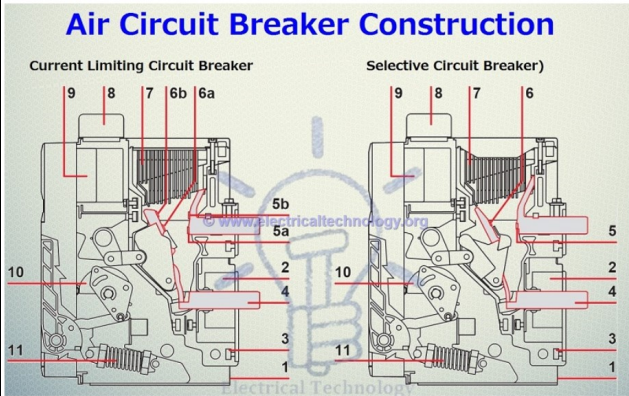 Air Circuit Breaker Construction
Current Limiting Circuit Breaker
Selective Circuit Breaker)
9 8 7 6b 6a
9 8 7 6
5b
5a
5
2
2
10
10
4
4
3
3
11
11
1
1
© www.electricaltechnology.org
Electrical Technology